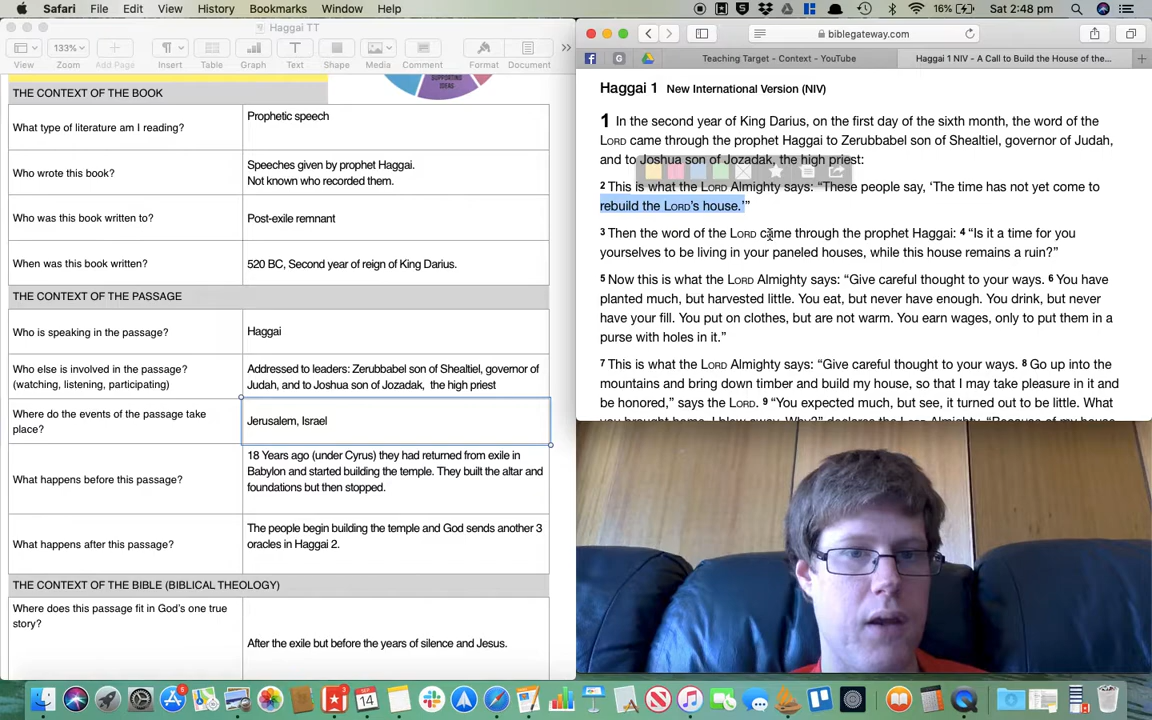 Safari File Edit View History Bookmarks Window Help
16% Sat 2:48 pm
Haggai TT
133%
View Zoom Add Page Insert Table Graph Text Shape Media Comment Format Document
biblegateway.com
Teaching Target - Context - YouTube
Haggai 1 NIV - A Call to Build the House of the...
THE CONTEXT OF THE BOOK
What type of literature am I reading?
Prophetic speech
Who wrote this book?
Speeches given by prophet Haggai.
Not known who recorded them.
Who was this book written to?
Post-exile remnant
When was this book written?
520 BC, Second year of reign of King Darius.
THE CONTEXT OF THE PASSAGE
Who is speaking in the passage?
Haggai
Who else is involved in the passage?
(watching, listening, participating)
Addressed to leaders: Zerubbabel son of Shealtiel, governor of
Judah, and to Joshua son of Jozadak, the high priest
Where do the events of the passage take
place?
Jerusalem, Israel
What happens before this passage?
18 Years ago (under Cyrus) they had returned from exile in
Babylon and started building the temple. They built the altar and
foundations but then stopped.
What happens after this passage?
The people begin building the temple and God sends another 3
oracles in Haggai 2.
THE CONTEXT OF THE BIBLE (BIBLICAL THEOLOGY)
Where does this passage fit in God's one true
story?
After the exile but before the years of silence and Jesus.
SUPPORTING
IDEAS
Haggai 1 New International Version (NIV)
1 In the second year of King Darius, on the first day of the sixth month, the word of the
LORD came through the prophet Haggai to Zerubbabel son of Shealtiel, governor of Judah,
and to Joshua son of Jozadak, the high priest:
2 This is what the LORD Almighty says: “These people say, ‘The time has not yet come to
rebuild the LORD’s house.’”
3 Then the word of the LORD came through the prophet Haggai: 4 “Is it a time for you
yourselves to be living in your paneled houses, while this house remains a ruin?”
5 Now this is what the LORD Almighty says: “Give careful thought to your ways. 6 You have
planted much, but harvested little. You eat, but never have enough. You drink, but never
have your fill. You put on clothes, but are not warm. You earn wages, only to put them in a
purse with holes in it.”
7 This is what the LORD Almighty says: “Give careful thought to your ways. 8 Go up into the
mountains and bring down timber and build my house, so that I may take pleasure in it and
be honored,” says the LORD. 9 “You expected much, but see, it turned out to be little. What
you brought home, I blew away. Why?” declares the LORD Almighty. “Because of my house,
SEP
14